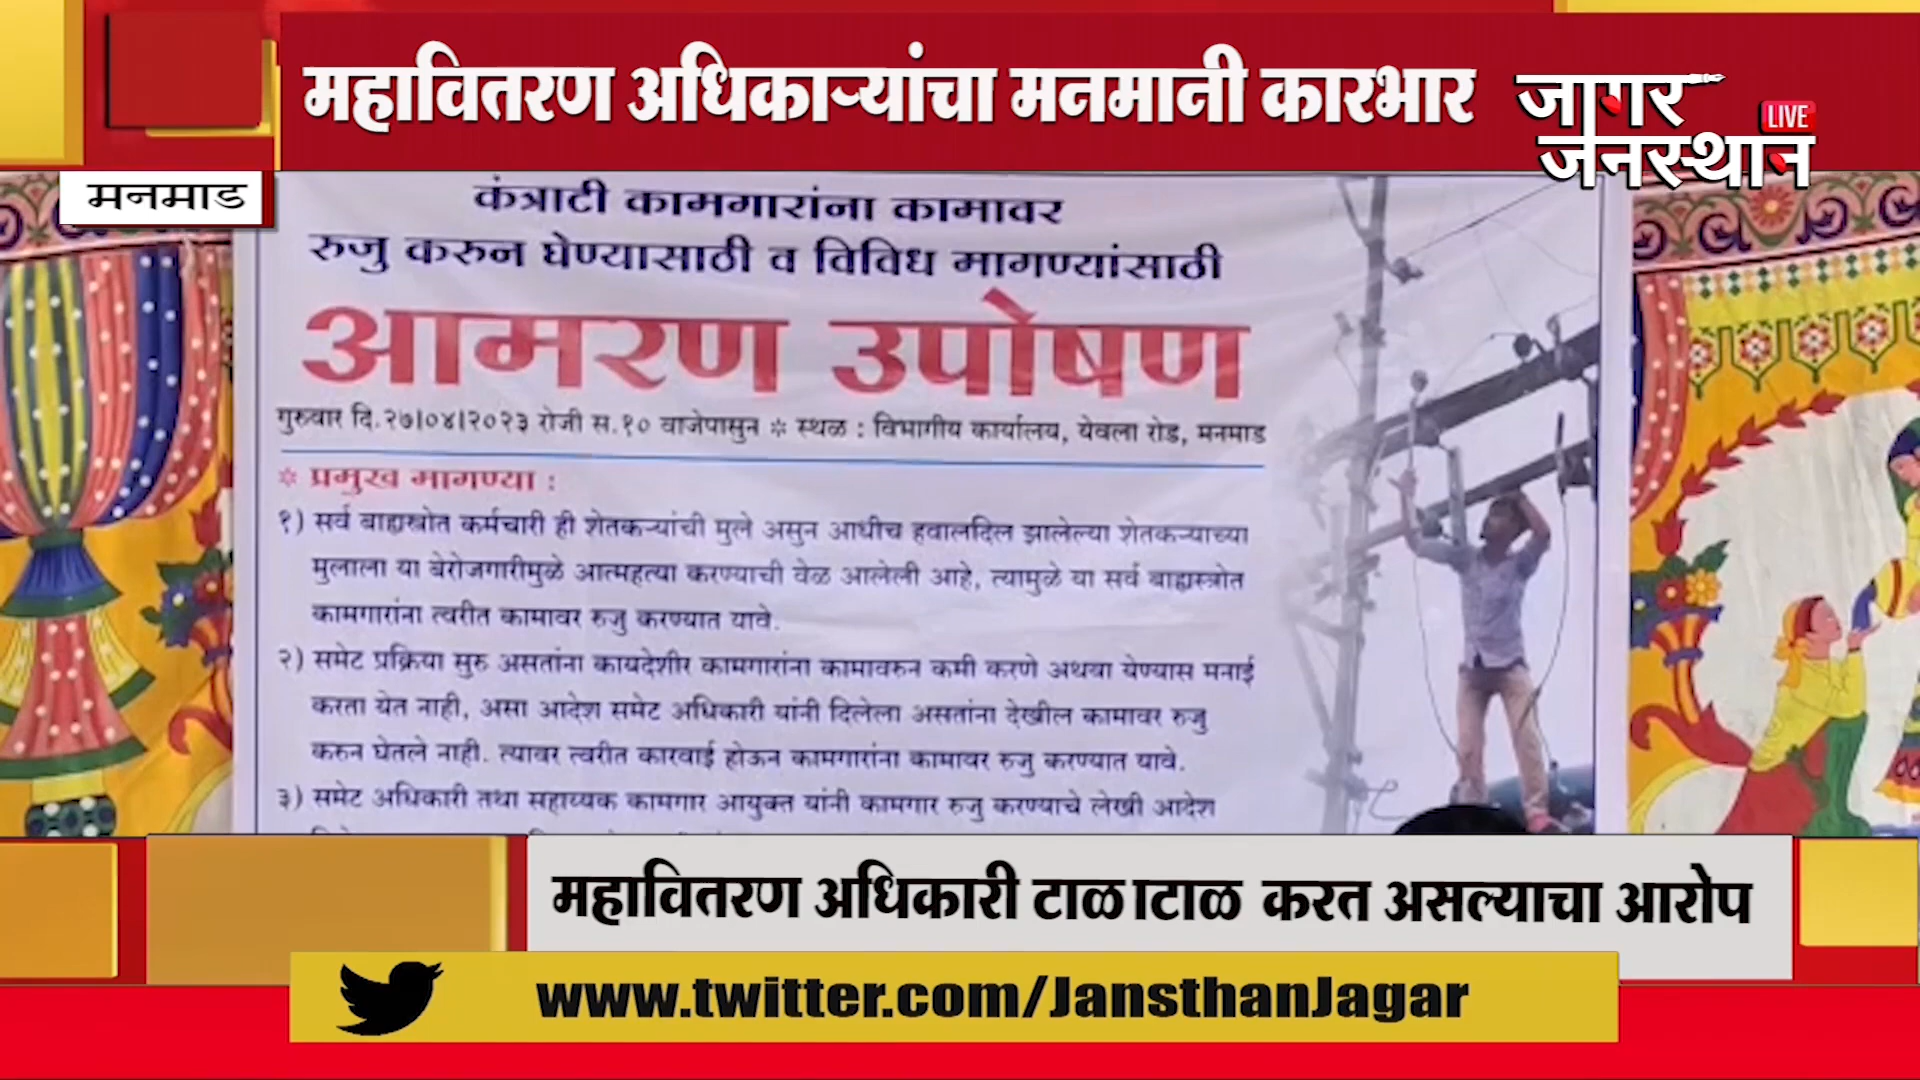 महावितरण अधिकाऱ्यांचा मनमानी कारभार
जागर
LIVE
जनस्थान
मनमाड
कंत्राटी कामगारांना कामावर
रुजु करुन घेण्यासाठी व विविध मागण्यांसाठी
आमरण उपोषण
गुरुवार दि.२७/०४/२०२३ रोजी स.१० वाजेपासुन * स्थळ : विभागीय कार्यालय, येवला रोड, मनमाड
* प्रमुख मागण्या :
१) सर्व बाह्यस्त्रोत कर्मचारी ही शेतकऱ्यांची मुले असुन आधीच हवालदिल झालेल्या शेतकऱ्याच्या
मुलाला या बेरोजगारीमुळे आत्महत्या करण्याची वेळ आलेली आहे, त्यामुळे या सर्व बाह्यस्त्रोत
कामगारांना त्वरीत कामावर रुजु करण्यात यावे.
२) समेट प्रक्रिया सुरु असतांना कायदेशीर कामगारांना कामावरुन कमी करणे अथवा येण्यास मनाई
करता येत नाही, असा आदेश समेट अधिकारी यांनी दिलेला असतांना देखील कामावर रुजु
करुन घेतले नाही. त्यावर त्वरीत कारवाई होऊन कामगारांना कामावर रुजु करण्यात यावे.
३) समेट अधिकारी तथा सहाय्यक कामगार आयुक्त यांनी कामगार रुजु करण्याचे लेखी आदेश
महावितरण अधिकारी टाळाटाळ करत असल्याचा आरोप
www.twitter.com/JansthanJagar